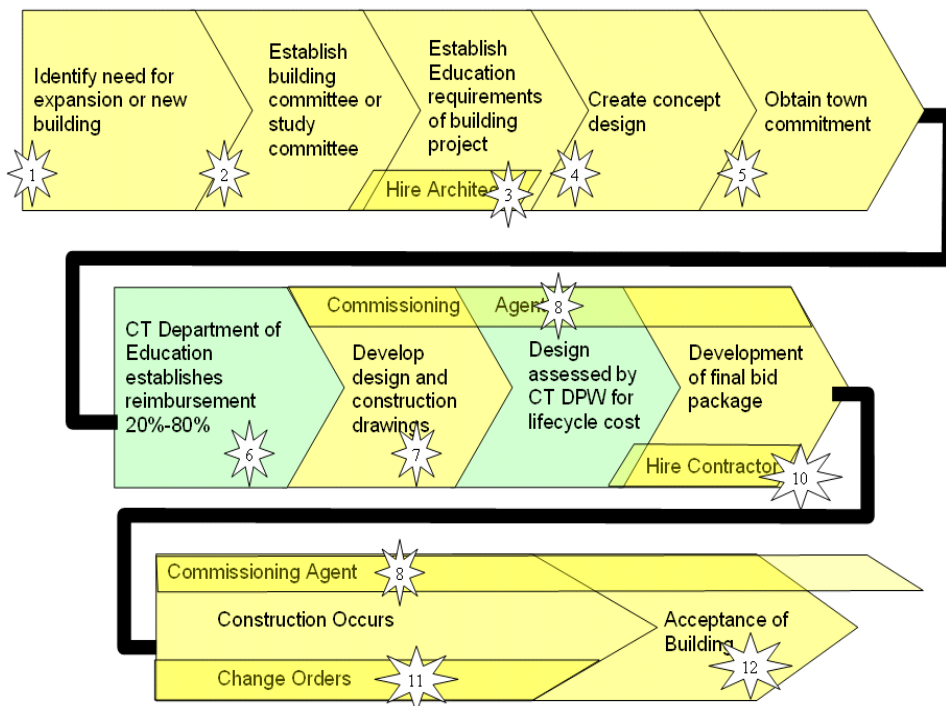 Identify need for
expansion or new
building
1
Establish
building
committee or
study
committee
2
Establish
Education
requirements
of building
project
Hire Architec
3
Create concept
design
4
Obtain town
commitment
5
CT Department of
Education
establishes
reimbursement
20%-80%
6
Commissioning Agent
8
Develop
design and
construction
drawings
7
Design
assessed by
CT DPW for
lifecycle cost
Development
of final bid
package
Hire Contractor
10
Commissioning Agent
8
Construction Occurs
Change Orders
11
Acceptance of
Building
12